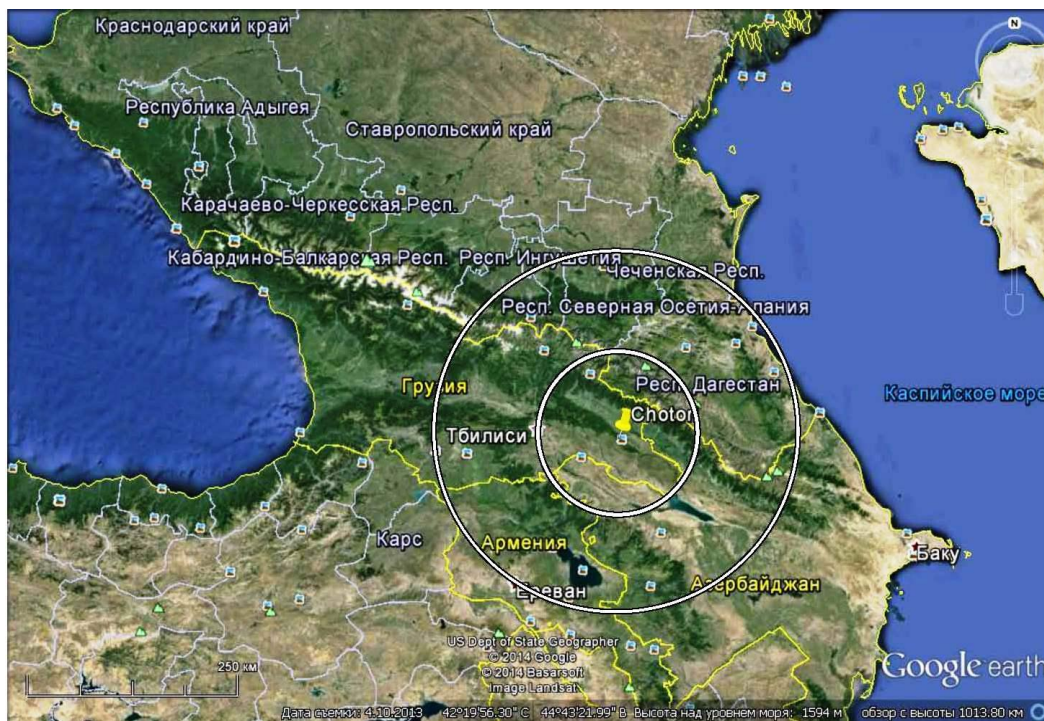 Краснодарский край
N
Республика Адыгея
Ставропольский край
Карачаево-Черкесская Респ.
Кабардино-Балкарская Респ. Респ. Ингушетия
Чеченская Респ.
Респ. Северная Осетия-Алания
Грузия
Респ. Дагестан
Каспийское море
Chotori
Тбилиси
Карс
Армения
Баку
Ереван
Азербайджан
US Dept of State Geographer
© 2014 Google
© 2014 Basarsoft
Image Landsat
250 км
Google earth
Дата съемки: 4.10.2013 42°19'56.30" С 44°43'21.99" В Высота над уровнем моря: 1594 м обзор с высоты 1013.80 км